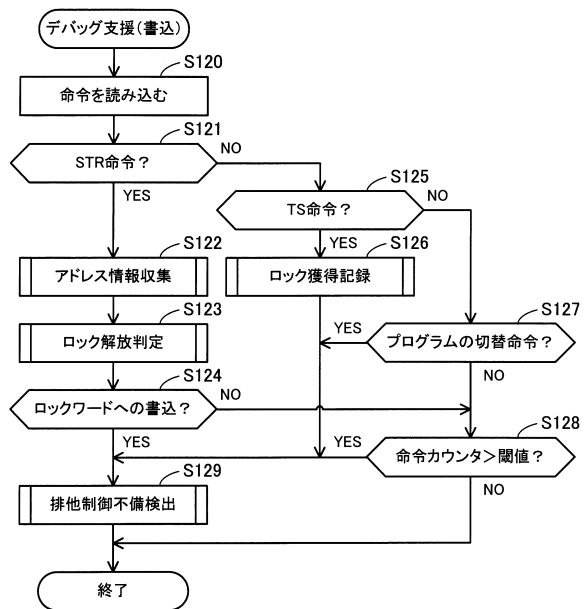 デバッグ支援(書込)
S120
命令を読み込む
S121
STR命令？
NO
YES
S125
TS命令？
NO
YES
S122
アドレス情報収集
S126
ロック獲得記録
S123
ロック解放判定
S127
プログラムの切替命令？
YES
NO
S124
ロックワードへの書込？
NO
YES
S128
命令カウンタ＞閾値？
YES
NO
S129
排他制御不備検出
終了